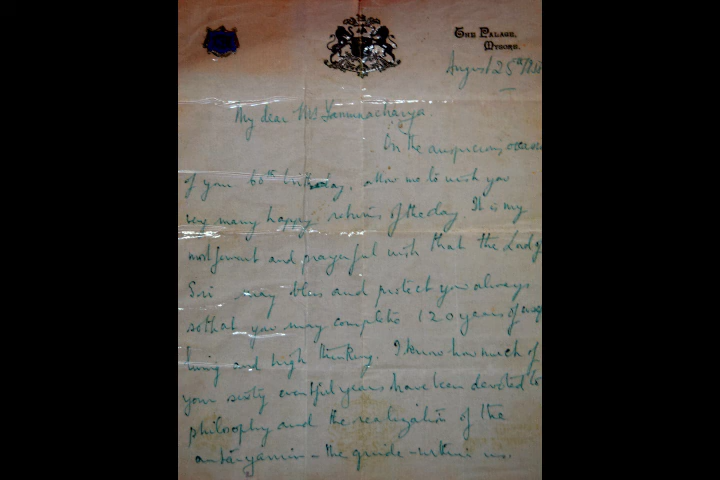 The Palace,
Mysore.
August 25th
My dear Mr Yamunacharya.
On the auspicious
of your 60th birthday, allow me to wish you
very many happy returns of the day. It is my
most fervent and prayerful wish that the Lord of
Sri may bless and protect you always
so that you may complete 120 years of
living and high thinking. I know how much of
your sixty eventful years have been devoted to
philosophy and the realization of the
antaryamin - the guide - within us.